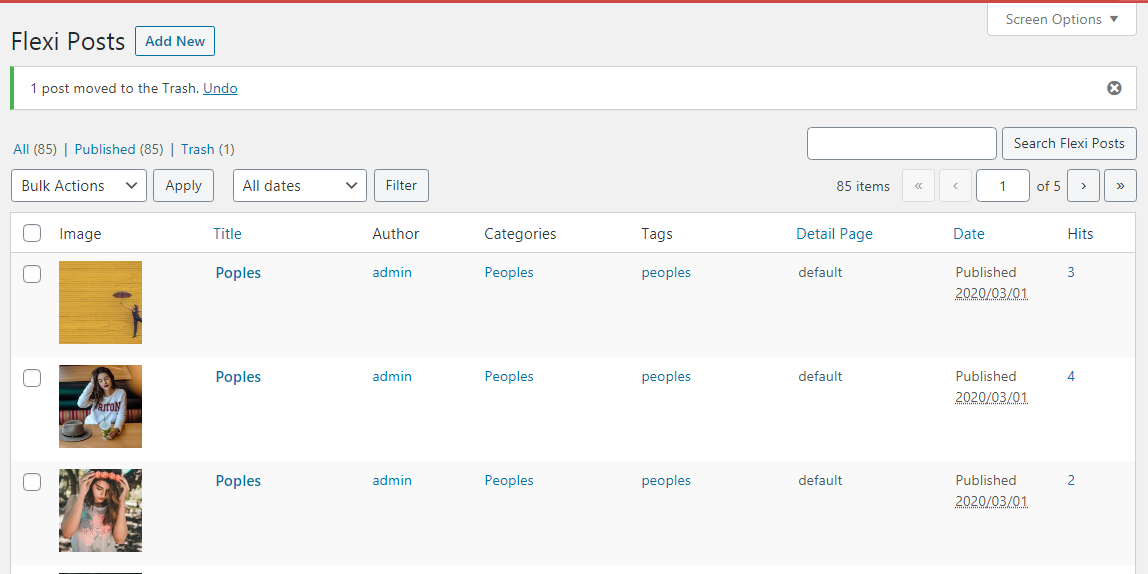 Screen Options ▼
Flexi Posts Add New
1 post moved to the Trash. Undo
All (85) | Published (85) | Trash (1)
Search Flexi Posts
Bulk Actions Apply All dates Filter 85 items « ‹ 1 of 5 › »
Image Title Author Categories Tags Detail Page Date Hits
Poples admin Peoples peoples default Published 3
2020/03/01
Poples admin Peoples peoples default Published 4
2020/03/01
Poples admin Peoples peoples default Published 2
2020/03/01